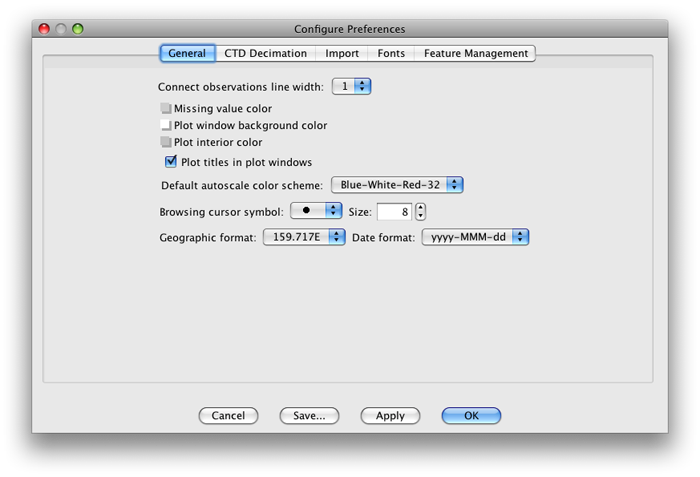 Configure Preferences
General CTD Decimation Import Fonts Feature Management
Connect observations line width: 1
Missing value color
Plot window background color
Plot interior color
Plot titles in plot windows
Default autoscale color scheme: Blue-White-Red-32
Browsing cursor symbol: Size: 8
Geographic format: 159.717E Date format: yyyy-MMM-dd
Cancel Save... Apply OK